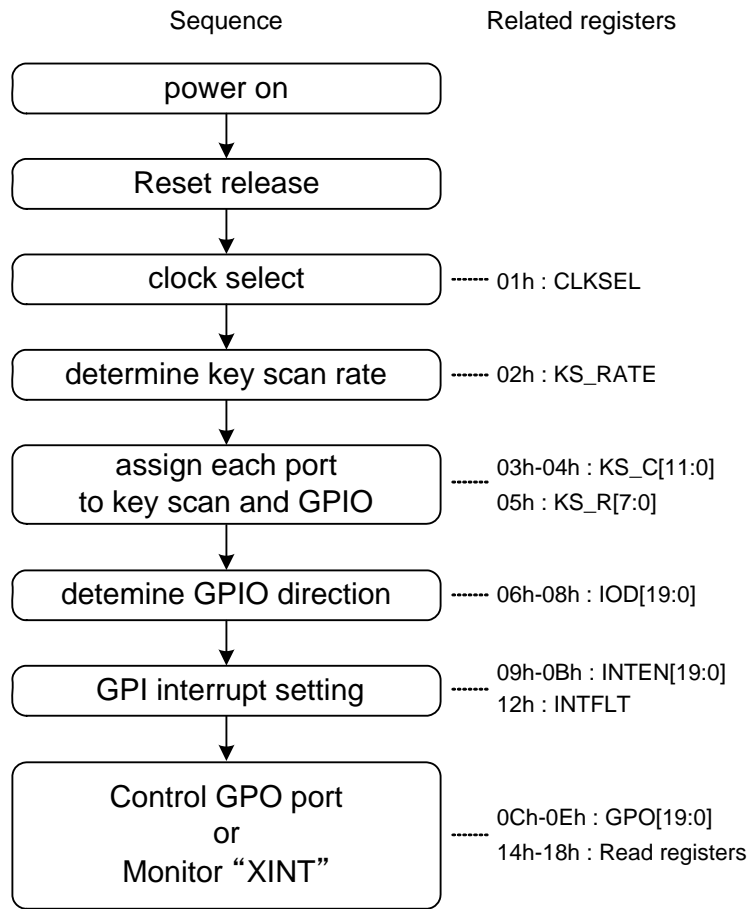 Sequence
Related registers
power on
Reset release
clock select
01h : CLKSEL
determine key scan rate
02h : KS_RATE
assign each port
to key scan and GPIO
03h-04h : KS_C[11:0]
05h : KS_R[7:0]
detemine GPIO direction
06h-08h : IOD[19:0]
GPI interrupt setting
09h-0Bh : INTEN[19:0]
12h : INTFLT
Control GPO port
or
Monitor “XINT”
0Ch-0Eh : GPO[19:0]
14h-18h : Read registers